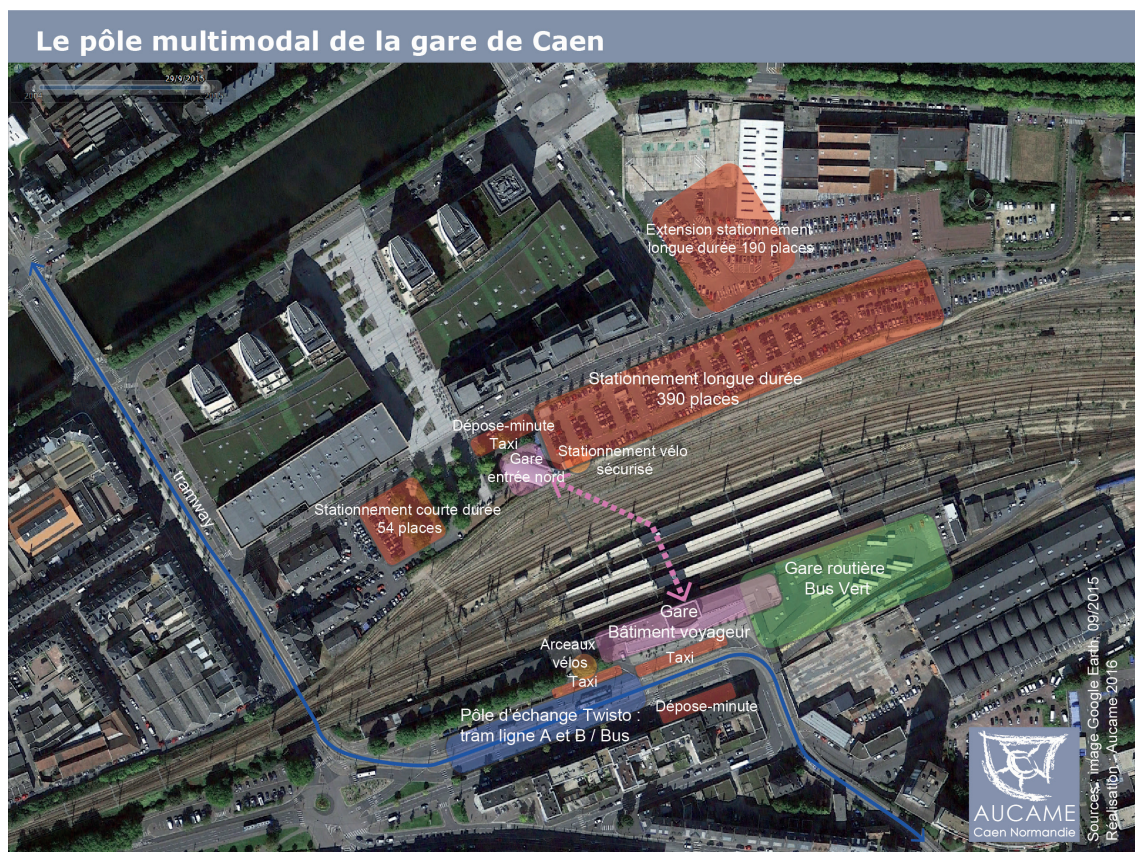 Le pôle multimodal de la gare de Caen
29/9/2015
Extension stationnement
longue durée 190 places
Stationnement longue durée
390 places
Dépose-minute
Taxi
Gare
entrée nord
Stationnement vélo
sécurisé
tramway
Stationnement courte durée
54 places
Gare routière
Bus Vert
Gare
Bâtiment voyageur
Arceaux
vélos
Taxi
Taxi
Dépose-minute
Pôle d'échange Twisto :
tram ligne A et B / Bus
AUCAME
Caen Normandie
Sources : Image Google Earth, 09/2015
Réalisation : Aucame 2016